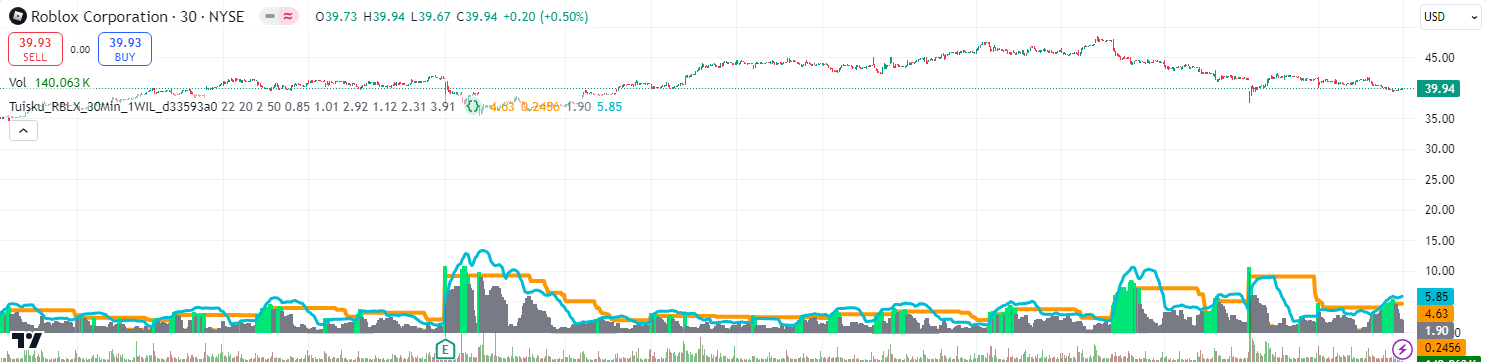 Roblox Corporation · 30 · NYSE O39.73 H39.94 L39.67 C39.94 +0.20 (+0.50%)
USD
39.93
SELL
0.00
39.93
BUY
Vol 140.063 K
Tuisku_RBLX_30Min_1WIL_d33593a0 22 20 2 50 0.85 1.01 2.92 1.12 2.31 3.91 {} 4.63 0.2456 1.90 5.85
45.00
39.94
35.00
30.00
25.00
20.00
15.00
10.00
5.85
4.63
1.90
0.2456
E